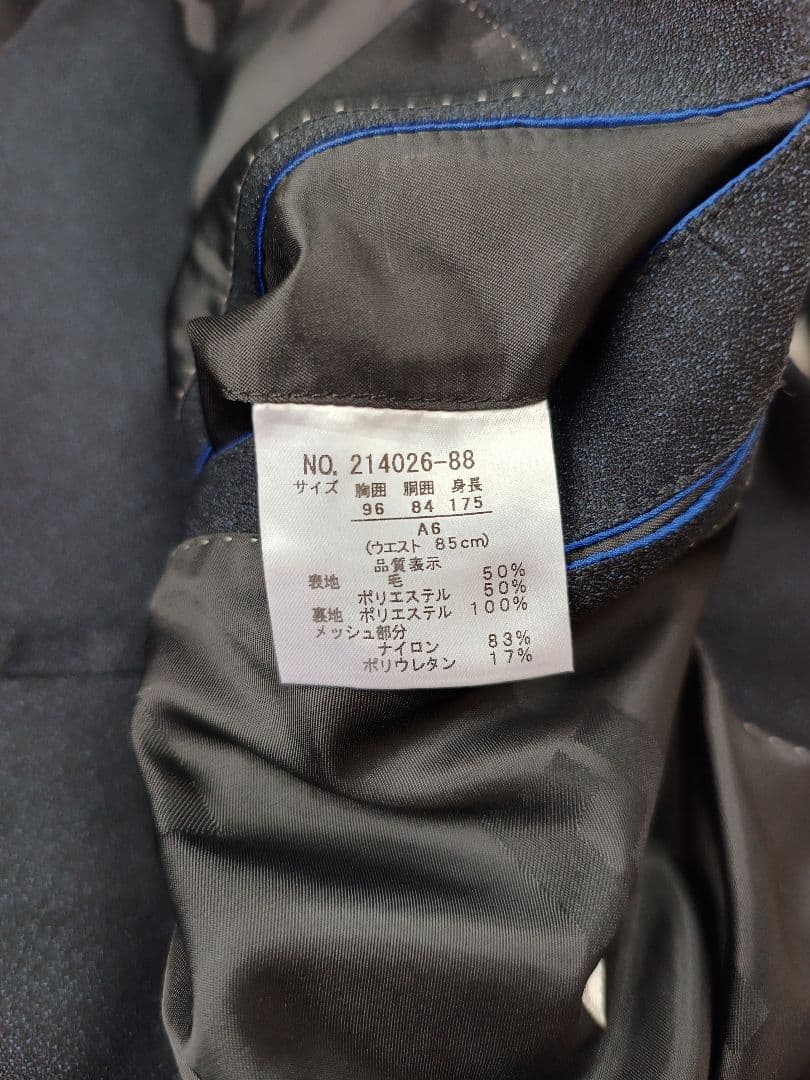 NO. 214026-88
サイズ 胸囲 胴囲 身長
96 84 175
A6
(ウエスト 85cm)
品質表示
表地 毛 50%
ポリエステル 50%
裏地 ポリエステル 100%
メッシュ部分
ナイロン 83%
ポリウレタン 17%